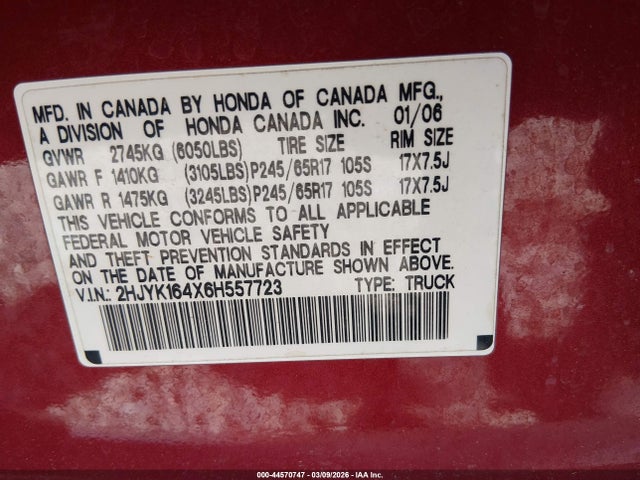 MFD. IN CANADA BY HONDA OF CANADA MFG.,
A DIVISION OF HONDA CANADA INC. 01/06
GVWR 2745KG (6050LBS) TIRE SIZE RIM SIZE
GAWR F 1410KG (3105LBS) P245/65R17 105S 17X7.5J
GAWR R 1475KG (3245LBS) P245/65R17 105S 17X7.5J
THIS VEHICLE CONFORMS TO ALL APPLICABLE
FEDERAL MOTOR VEHICLE SAFETY
AND THEFT PREVENTION STANDARDS IN EFFECT
ON THE DATE OF MANUFACTURE SHOWN ABOVE.
V.I.N.: 2HJYK164X6H557723 TYPE: TRUCK
000-44570747 - 03/09/2026 - IAA Inc.